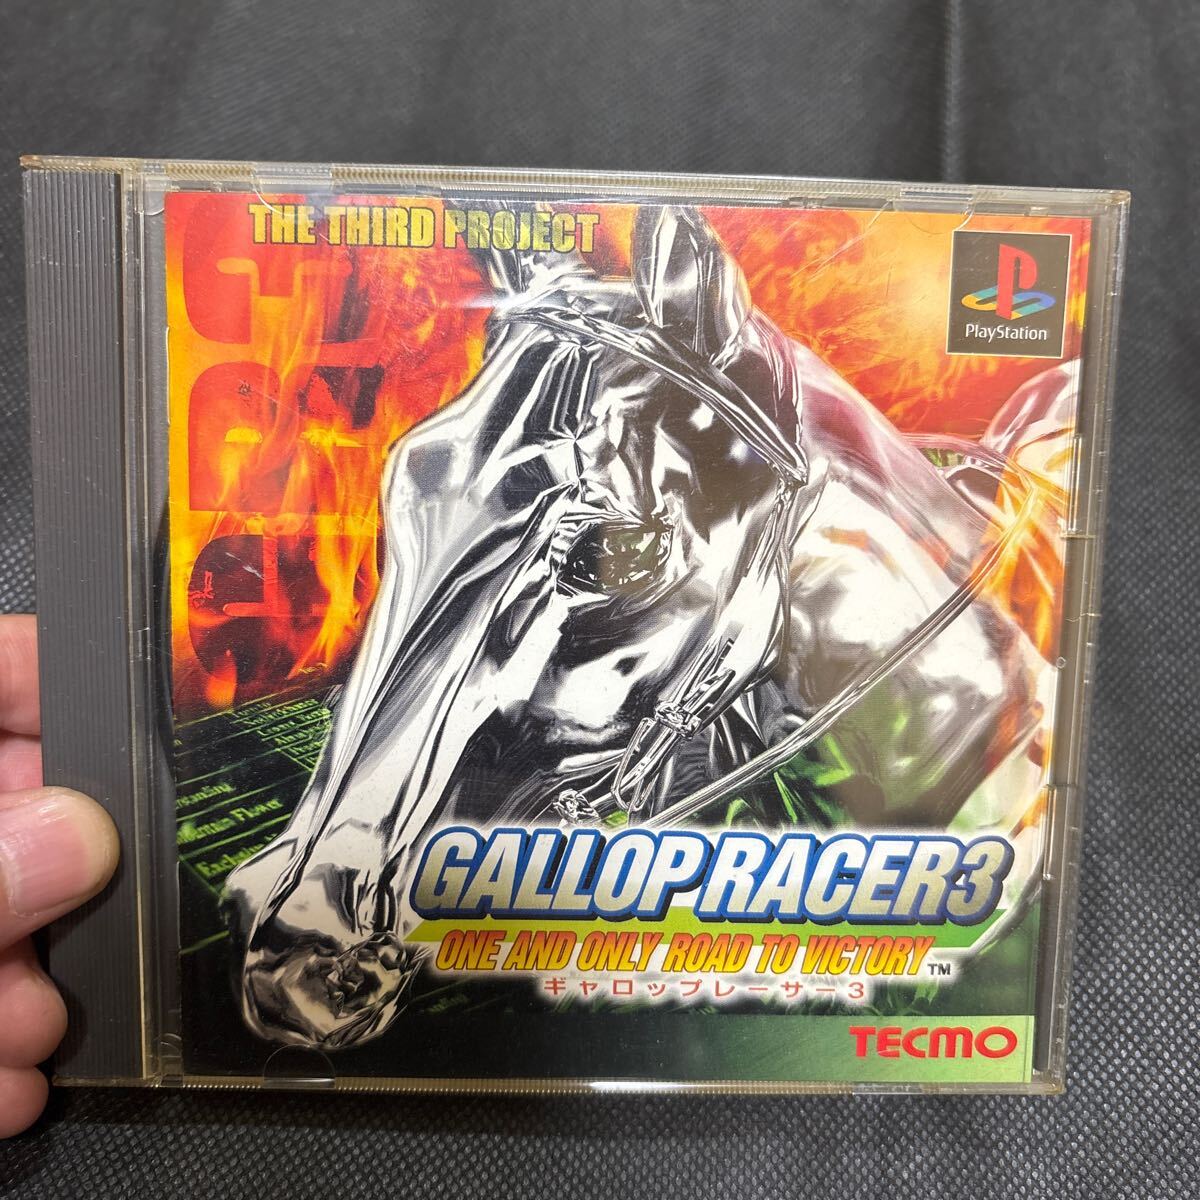 THE THIRD PROJECT
PlayStation
GALLOP RACER 3
ONE AND ONLY ROAD TO VICTORY™
ギャロップレーサー3
TECMO